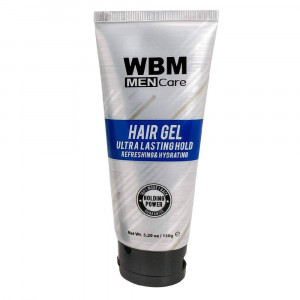 WBM
MEN Care
HAIR GEL
ULTRA LASTING HOLD
REFRESHING & HYDRATING
HOLDING
POWER
Net Wt. 5.29 oz / 150g e